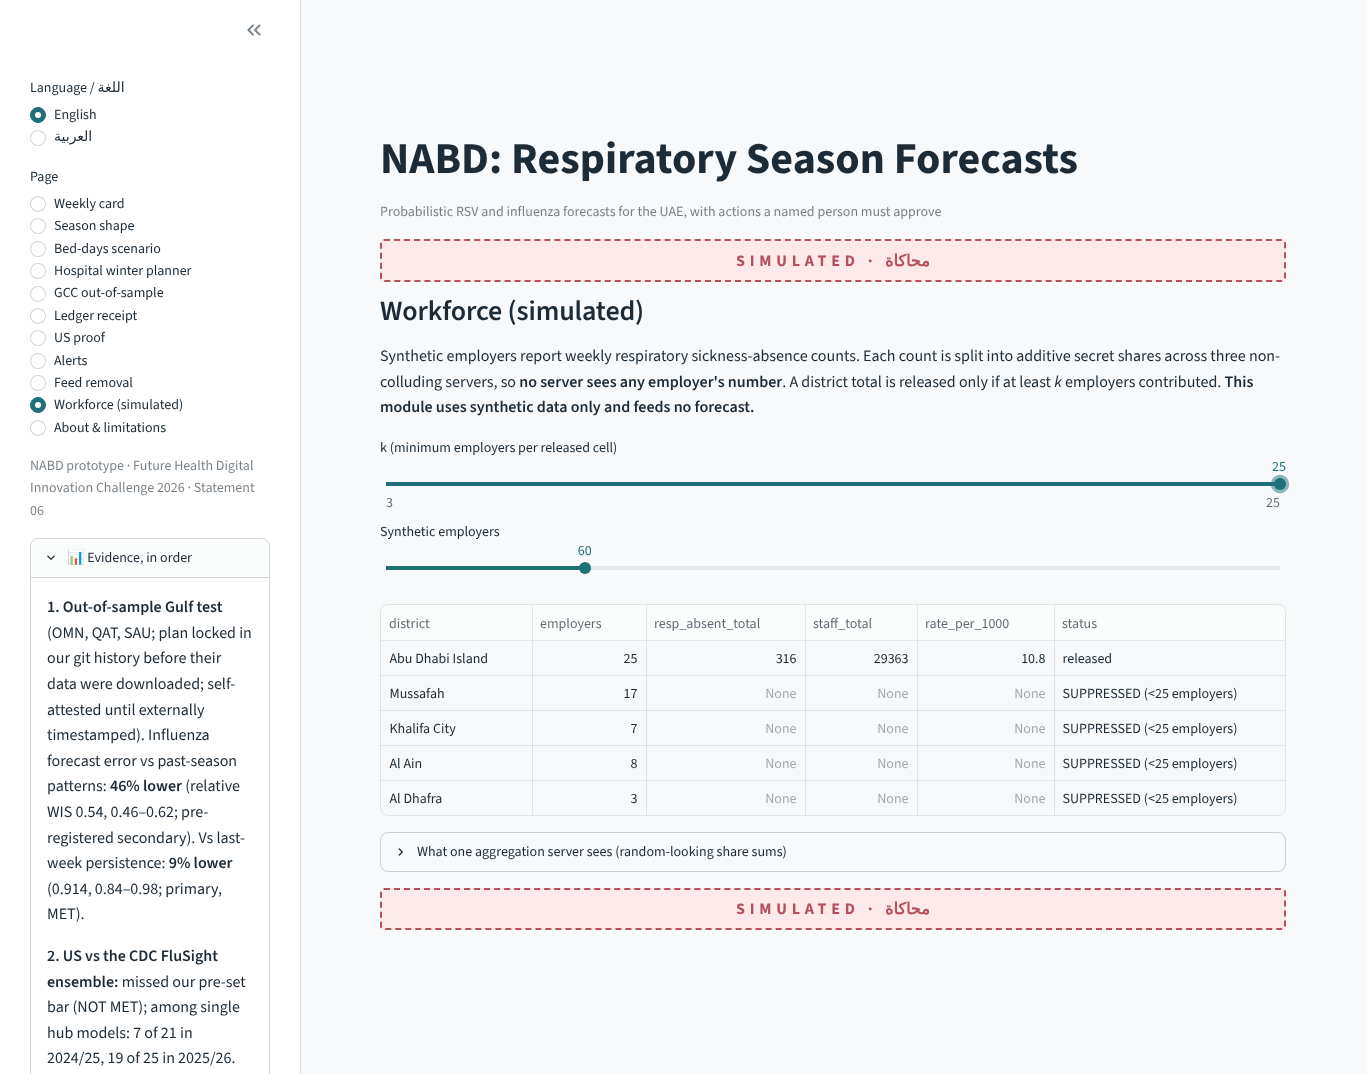 Language / اللغة
English
العربية
Page
Weekly card
Season shape
Bed-days scenario
Hospital winter planner
GCC out-of-sample
Ledger receipt
US proof
Alerts
Feed removal
Workforce (simulated)
About & limitations
NABD prototype · Future Health Digital
Innovation Challenge 2026 · Statement
06
📊 Evidence, in order
1. Out-of-sample Gulf test
(OMN, QAT, SAU; plan locked in
our git history before their
data were downloaded; self-
attested until externally
timestamped). Influenza
forecast error vs past-season
patterns: 46% lower (relative
WIS 0.54, 0.46–0.62; pre-
registered secondary). Vs last-
week persistence: 9% lower
(0.914, 0.84–0.98; primary,
MET).
2. US vs the CDC FluSight
ensemble: missed our pre-set
bar (NOT MET); among single
hub models: 7 of 21 in
2024/25, 19 of 25 in 2025/26.
NABD: Respiratory Season Forecasts
Probabilistic RSV and influenza forecasts for the UAE, with actions a named person must approve
SIMULATED · محاكاة
Workforce (simulated)
Synthetic employers report weekly respiratory sickness-absence counts. Each count is split into additive secret shares across three non-
colluding servers, so no server sees any employer's number. A district total is released only if at least k employers contributed. This
module uses synthetic data only and feeds no forecast.
k (minimum employers per released cell)
25
3 25
Synthetic employers
60
district employers resp_absent_total staff_total rate_per_1000 status
Abu Dhabi Island 25 316 29363 10.8 released
Mussafah 17 None None None SUPPRESSED (<25 employers)
Khalifa City 7 None None None SUPPRESSED (<25 employers)
Al Ain 8 None None None SUPPRESSED (<25 employers)
Al Dhafra 3 None None None SUPPRESSED (<25 employers)
What one aggregation server sees (random-looking share sums)
SIMULATED · محاكاة